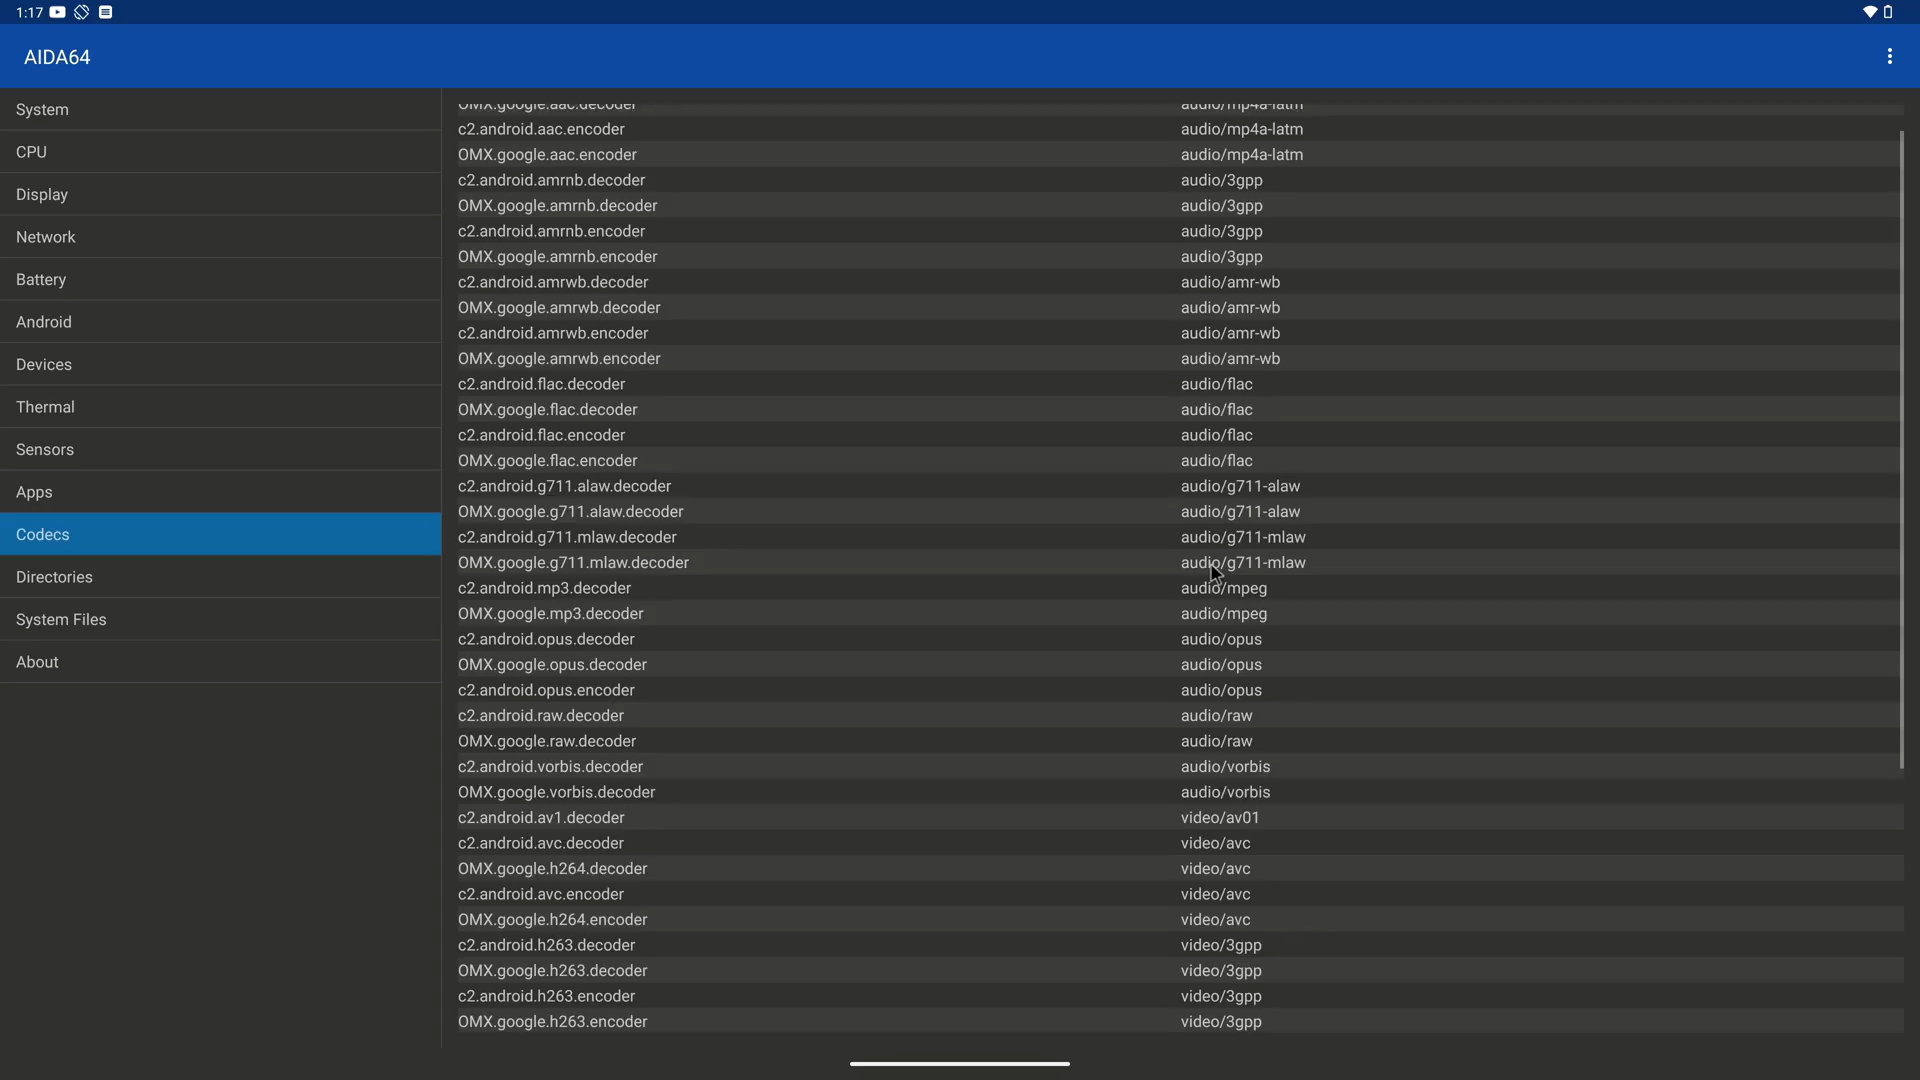 1:17
AIDA64
System
CPU
Display
Network
Battery
Android
Devices
Thermal
Sensors
Apps
Codecs
Directories
System Files
About
OMX.google.aac.decoder audio/mp4a-latm
c2.android.aac.encoder audio/mp4a-latm
OMX.google.aac.encoder audio/mp4a-latm
c2.android.amrnb.decoder audio/3gpp
OMX.google.amrnb.decoder audio/3gpp
c2.android.amrnb.encoder audio/3gpp
OMX.google.amrnb.encoder audio/3gpp
c2.android.amrwb.decoder audio/amr-wb
OMX.google.amrwb.decoder audio/amr-wb
c2.android.amrwb.encoder audio/amr-wb
OMX.google.amrwb.encoder audio/amr-wb
c2.android.flac.decoder audio/flac
OMX.google.flac.decoder audio/flac
c2.android.flac.encoder audio/flac
OMX.google.flac.encoder audio/flac
c2.android.g711.alaw.decoder audio/g711-alaw
OMX.google.g711.alaw.decoder audio/g711-alaw
c2.android.g711.mlaw.decoder audio/g711-mlaw
OMX.google.g711.mlaw.decoder audio/g711-mlaw
c2.android.mp3.decoder audio/mpeg
OMX.google.mp3.decoder audio/mpeg
c2.android.opus.decoder audio/opus
OMX.google.opus.decoder audio/opus
c2.android.opus.encoder audio/opus
c2.android.raw.decoder audio/raw
OMX.google.raw.decoder audio/raw
c2.android.vorbis.decoder audio/vorbis
OMX.google.vorbis.decoder audio/vorbis
c2.android.av1.decoder video/av01
c2.android.avc.decoder video/avc
OMX.google.h264.decoder video/avc
c2.android.avc.encoder video/avc
OMX.google.h264.encoder video/avc
c2.android.h263.decoder video/3gpp
OMX.google.h263.decoder video/3gpp
c2.android.h263.encoder video/3gpp
OMX.google.h263.encoder video/3gpp